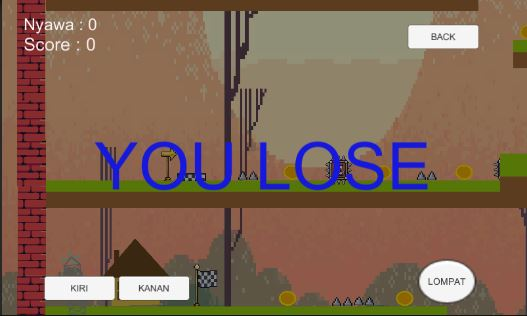 Nyawa : 0
Score : 0
BACK
YOU LOSE
KIRI
KANAN
LOMPAT